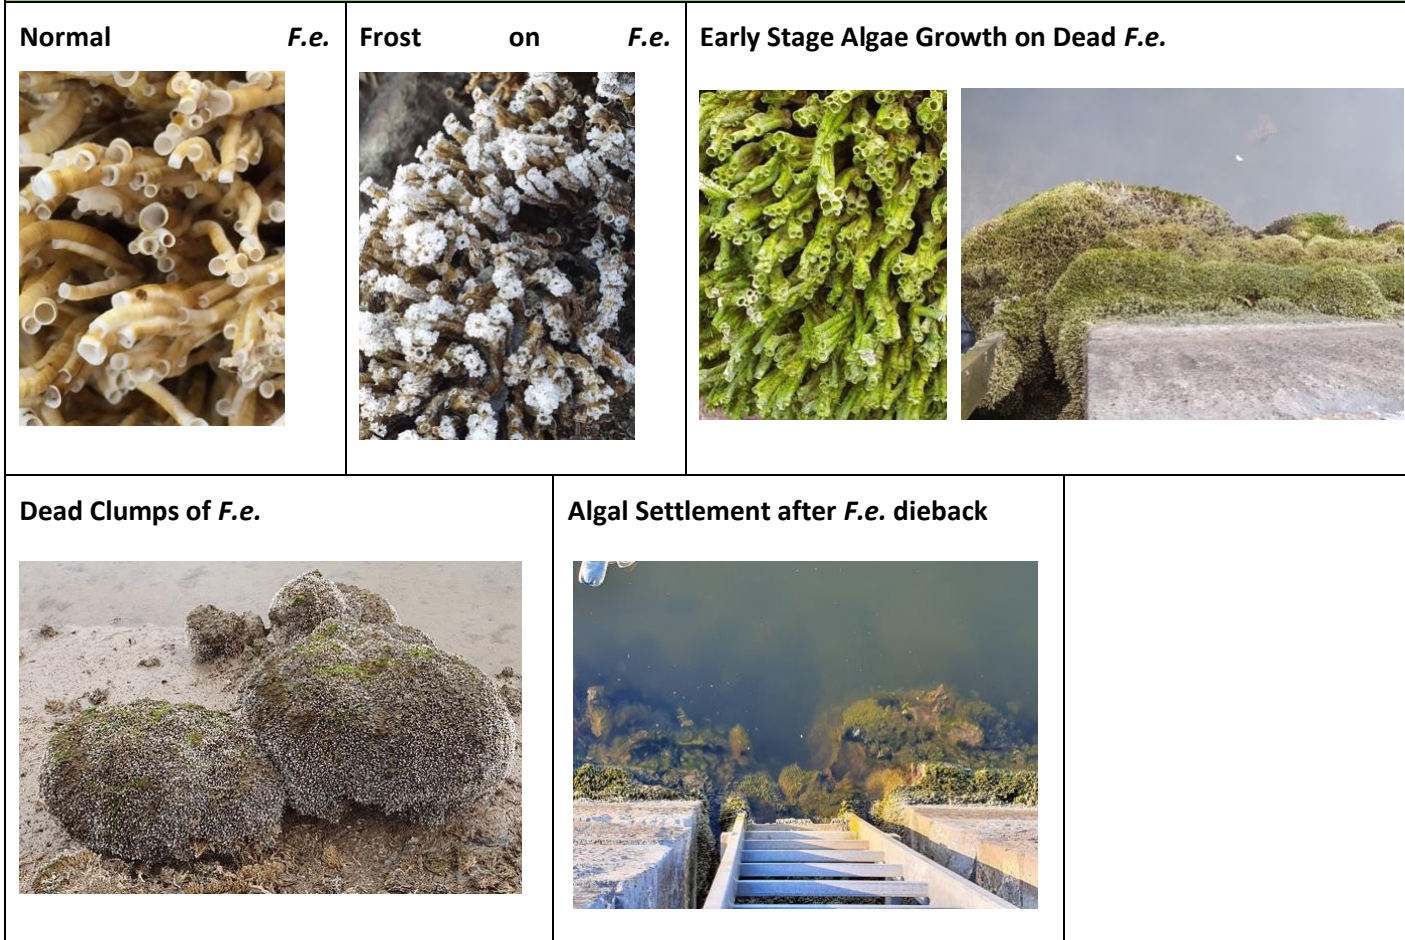 Normal F.e.
Frost on F.e.
Early Stage Algae Growth on Dead F.e.
Dead Clumps of F.e.
Algal Settlement after F.e. dieback